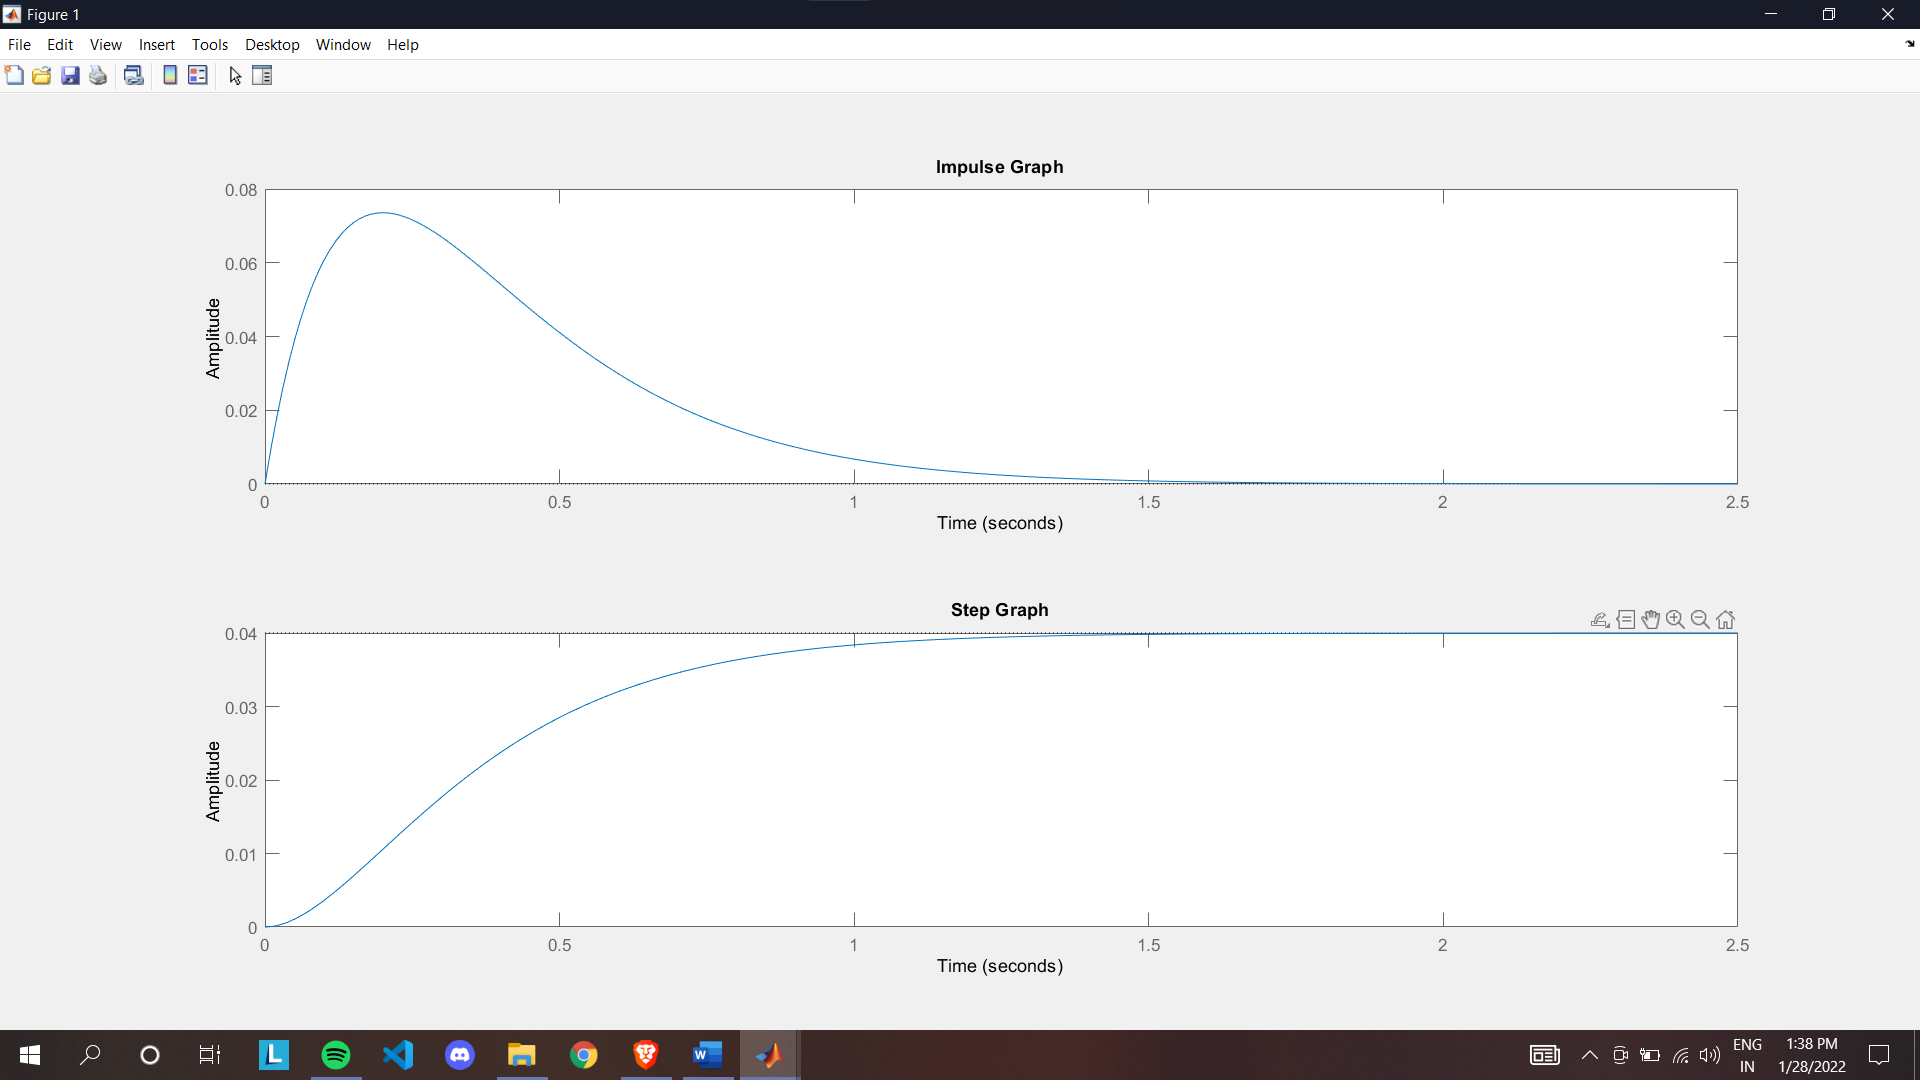 Figure 1
File Edit View Insert Tools Desktop Window Help
Impulse Graph
0.08
0.06
0.04
0.02
0
Amplitude
0 0.5 1 1.5 2 2.5
Time (seconds)
Step Graph
0.04
0.03
0.02
0.01
0
Amplitude
0 0.5 1 1.5 2 2.5
Time (seconds)
L
W
ENG
IN
1:38 PM
1/28/2022